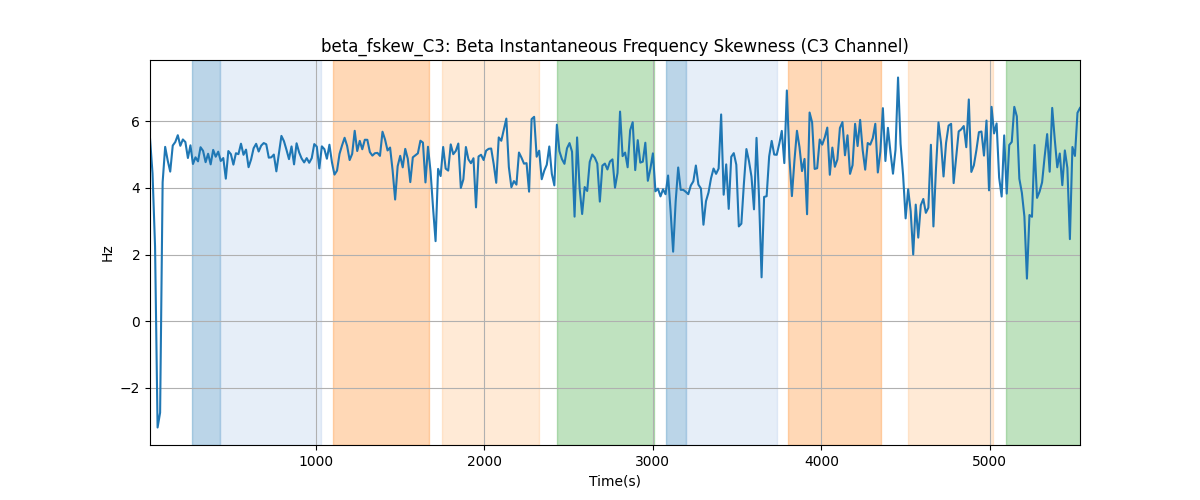 beta_fskew_C3: Beta Instantaneous Frequency Skewness (C3 Channel)
6
4
2
0
−2
Hz
1000 2000 3000 4000 5000
Time(s)